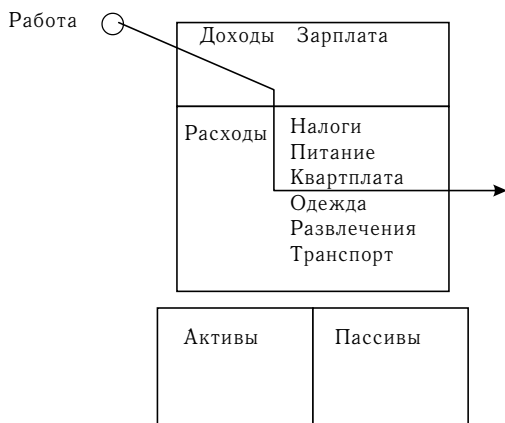 Работа
Доходы Зарплата
Расходы
Налоги
Питание
Квартплата
Одежда
Развлечения
Транспорт
Активы
Пассивы